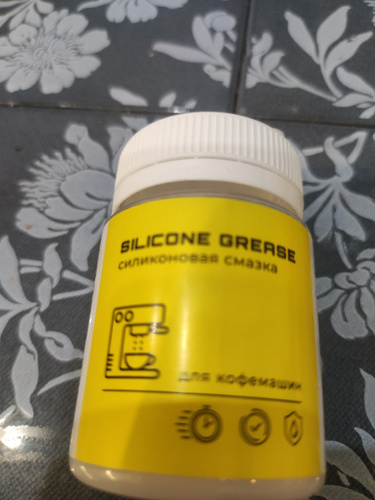 SILICONE GREASE
силиконовая смазка
для кофемашин